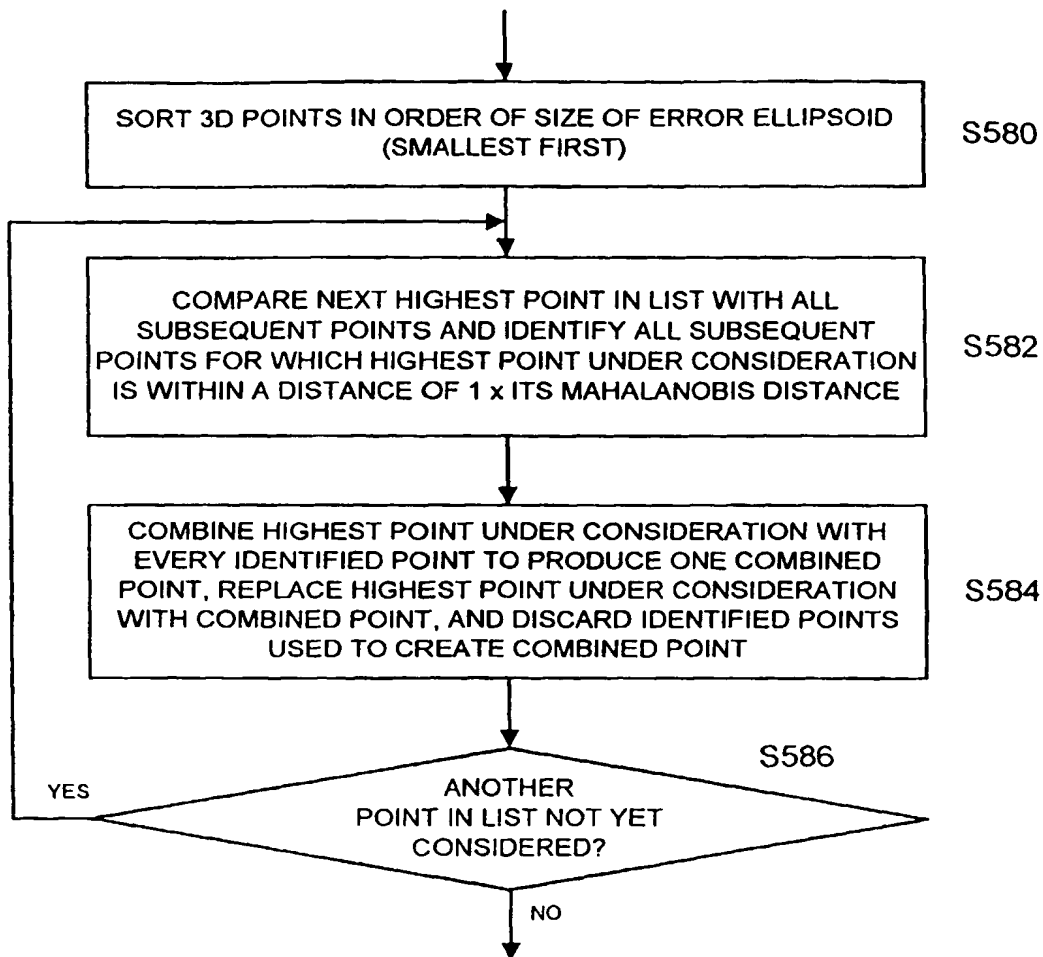 SORT 3D POINTS IN ORDER OF SIZE OF ERROR ELLIPSOID
(SMALLEST FIRST)
S580
COMPARE NEXT HIGHEST POINT IN LIST WITH ALL
SUBSEQUENT POINTS AND IDENTIFY ALL SUBSEQUENT
POINTS FOR WHICH HIGHEST POINT UNDER CONSIDERATION
IS WITHIN A DISTANCE OF 1 x ITS MAHALANOBIS DISTANCE
S582
COMBINE HIGHEST POINT UNDER CONSIDERATION WITH
EVERY IDENTIFIED POINT TO PRODUCE ONE COMBINED
POINT, REPLACE HIGHEST POINT UNDER CONSIDERATION
WITH COMBINED POINT, AND DISCARD IDENTIFIED POINTS
USED TO CREATE COMBINED POINT
S584
S586
YES
ANOTHER
POINT IN LIST NOT YET
CONSIDERED?
NO